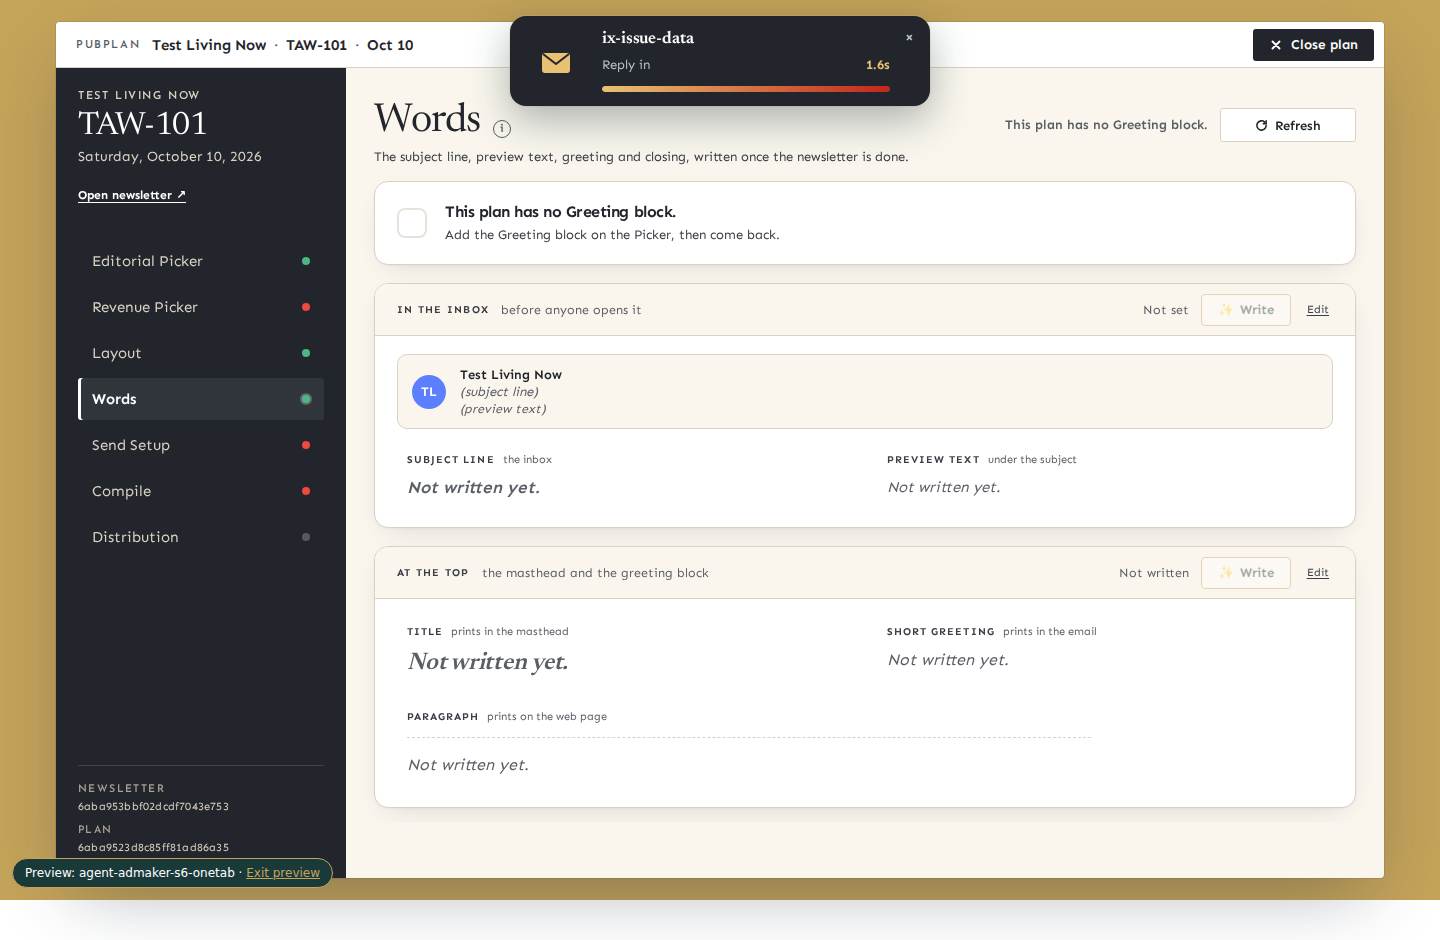 PUBPLAN Test Living Now · TAW-101 · Oct 10
ix-issue-data
×
Reply in 1.6s
Close plan
TEST LIVING NOW
TAW-101
Saturday, October 10, 2026
Open newsletter ↗
Editorial Picker
Revenue Picker
Layout
Words
Send Setup
Compile
Distribution
NEWSLETTER
6aba953bbf02dcdf7043e753
PLAN
6aba9523d8c85ff81ad86a35
Preview: agent-admaker-s6-onetab · Exit preview
Words
i
This plan has no Greeting block.
Refresh
The subject line, preview text, greeting and closing, written once the newsletter is done.
This plan has no Greeting block.
Add the Greeting block on the Picker, then come back.
IN THE INBOX before anyone opens it
Not set
✨ Write
Edit
TL
Test Living Now
(subject line)
(preview text)
SUBJECT LINE the inbox
Not written yet.
PREVIEW TEXT under the subject
Not written yet.
AT THE TOP the masthead and the greeting block
Not written
✨ Write
Edit
TITLE prints in the masthead
Not written yet.
SHORT GREETING prints in the email
Not written yet.
PARAGRAPH prints on the web page
Not written yet.